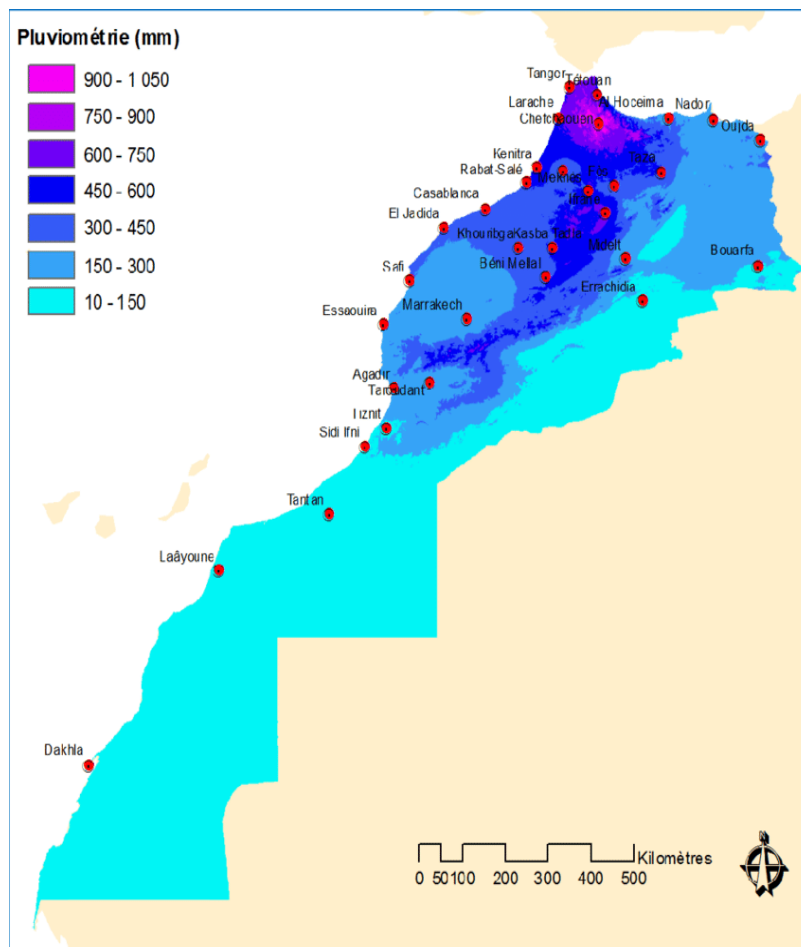 Pluviométrie (mm)
900 - 1 050
750 - 900
600 - 750
450 - 600
300 - 450
150 - 300
10 - 150
Tangor
Tétouan
Larache
Al Hoceima
Nador
Chefchaouen
Oujda
Kenitra
Taza
Rabat-Salé
Meknès
Fès
Casablanca
El Jadida
Khouribga
Kasba Tadla
Midelt
Béni Mellal
Bouarfa
Safi
Errachidia
Essaouira
Marrakech
Agadir
Taroudant
Tiznit
Sidi Ifni
Tantan
Laâyoune
Dakhla
Kilomètres
0 50100 200 300 400 500